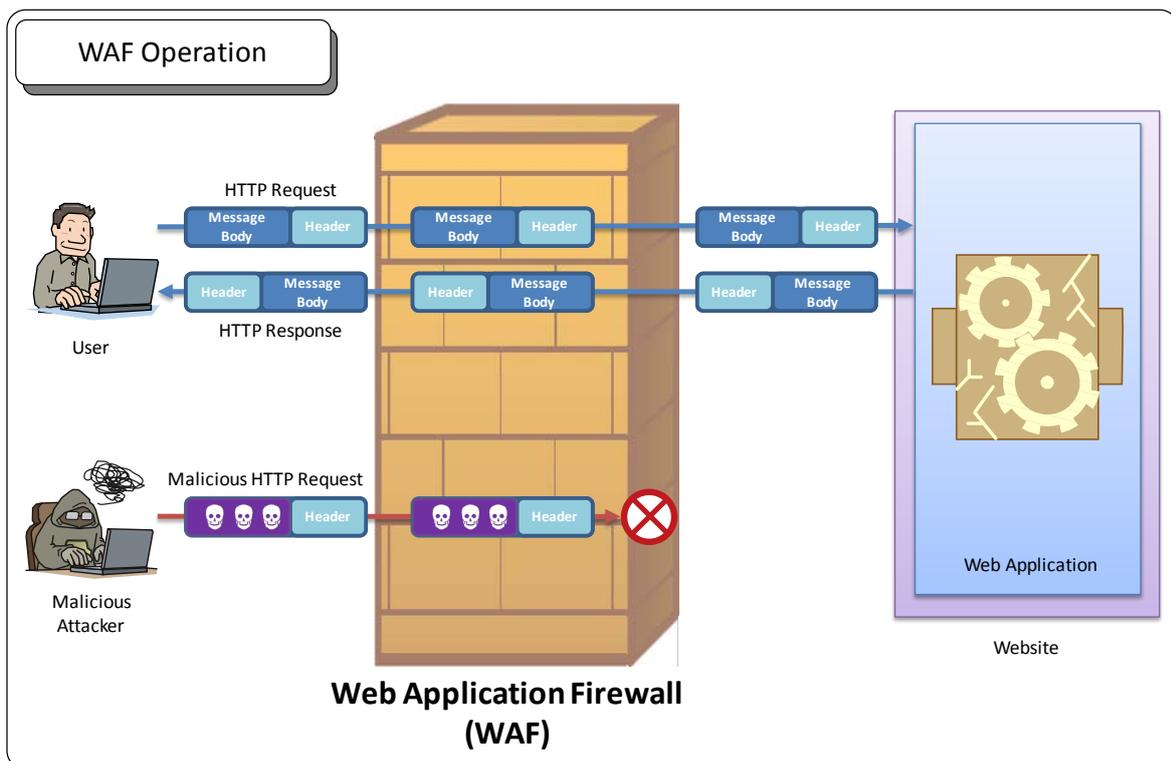 WAF Operation
HTTP Request
Message
Body
Header
Message
Body
Header
Message
Body
Header
Header
Message
Body
Header
Message
Body
Header
Message
Body
HTTP Response
User
Malicious HTTP Request
Header
Header
Malicious
Attacker
Web Application
Website
Web Application Firewall
(WAF)